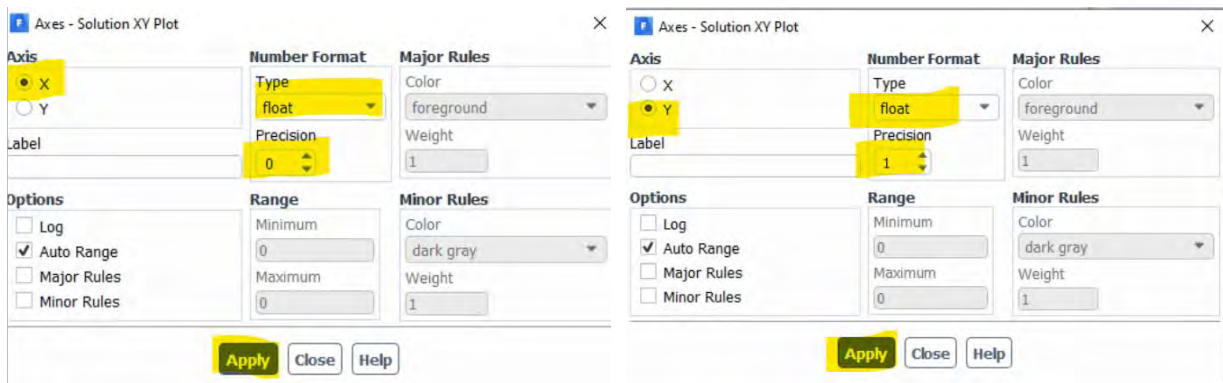 Axes - Solution XY Plot
Axis
X
Y
Label
Number Format
Type
float
Precision
0
Major Rules
Color
foreground
Weight
1
Options
Log
Auto Range
Major Rules
Minor Rules
Range
Minimum
0
Maximum
0
Minor Rules
Color
dark gray
Weight
1
Apply Close Help
Axes - Solution XY Plot
Axis
X
Y
Label
Number Format
Type
float
Precision
1
Major Rules
Color
foreground
Weight
1
Options
Log
Auto Range
Major Rules
Minor Rules
Range
Minimum
0
Maximum
0
Minor Rules
Color
dark gray
Weight
1
Apply Close Help